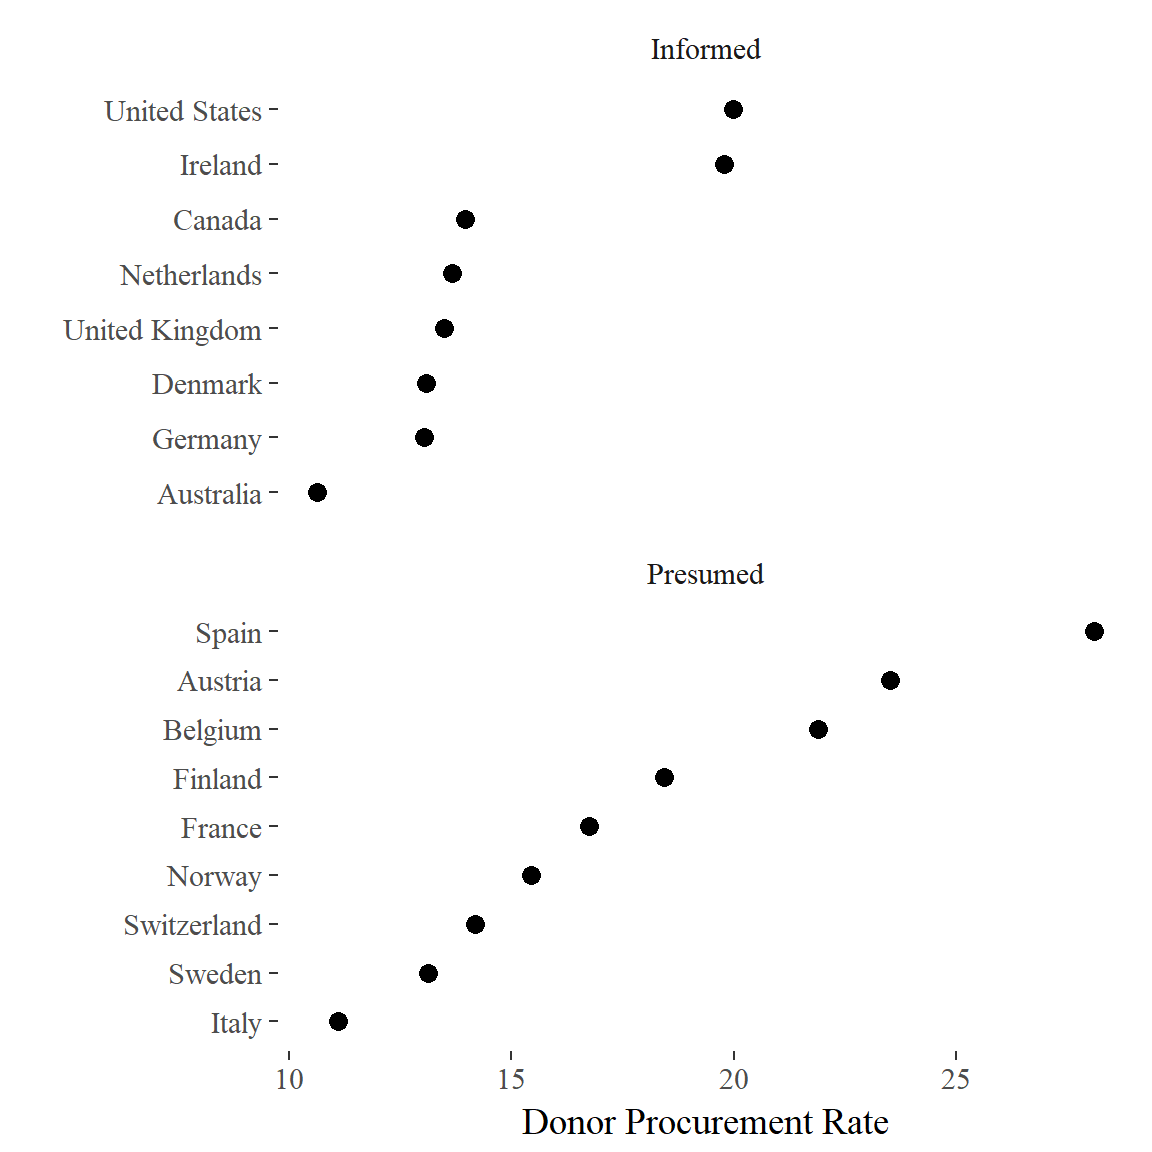 Informed
United States
Ireland
Canada
Netherlands
United Kingdom
Denmark
Germany
Australia
Presumed
Spain
Austria
Belgium
Finland
France
Norway
Switzerland
Sweden
Italy
10 15 20 25
Donor Procurement Rate